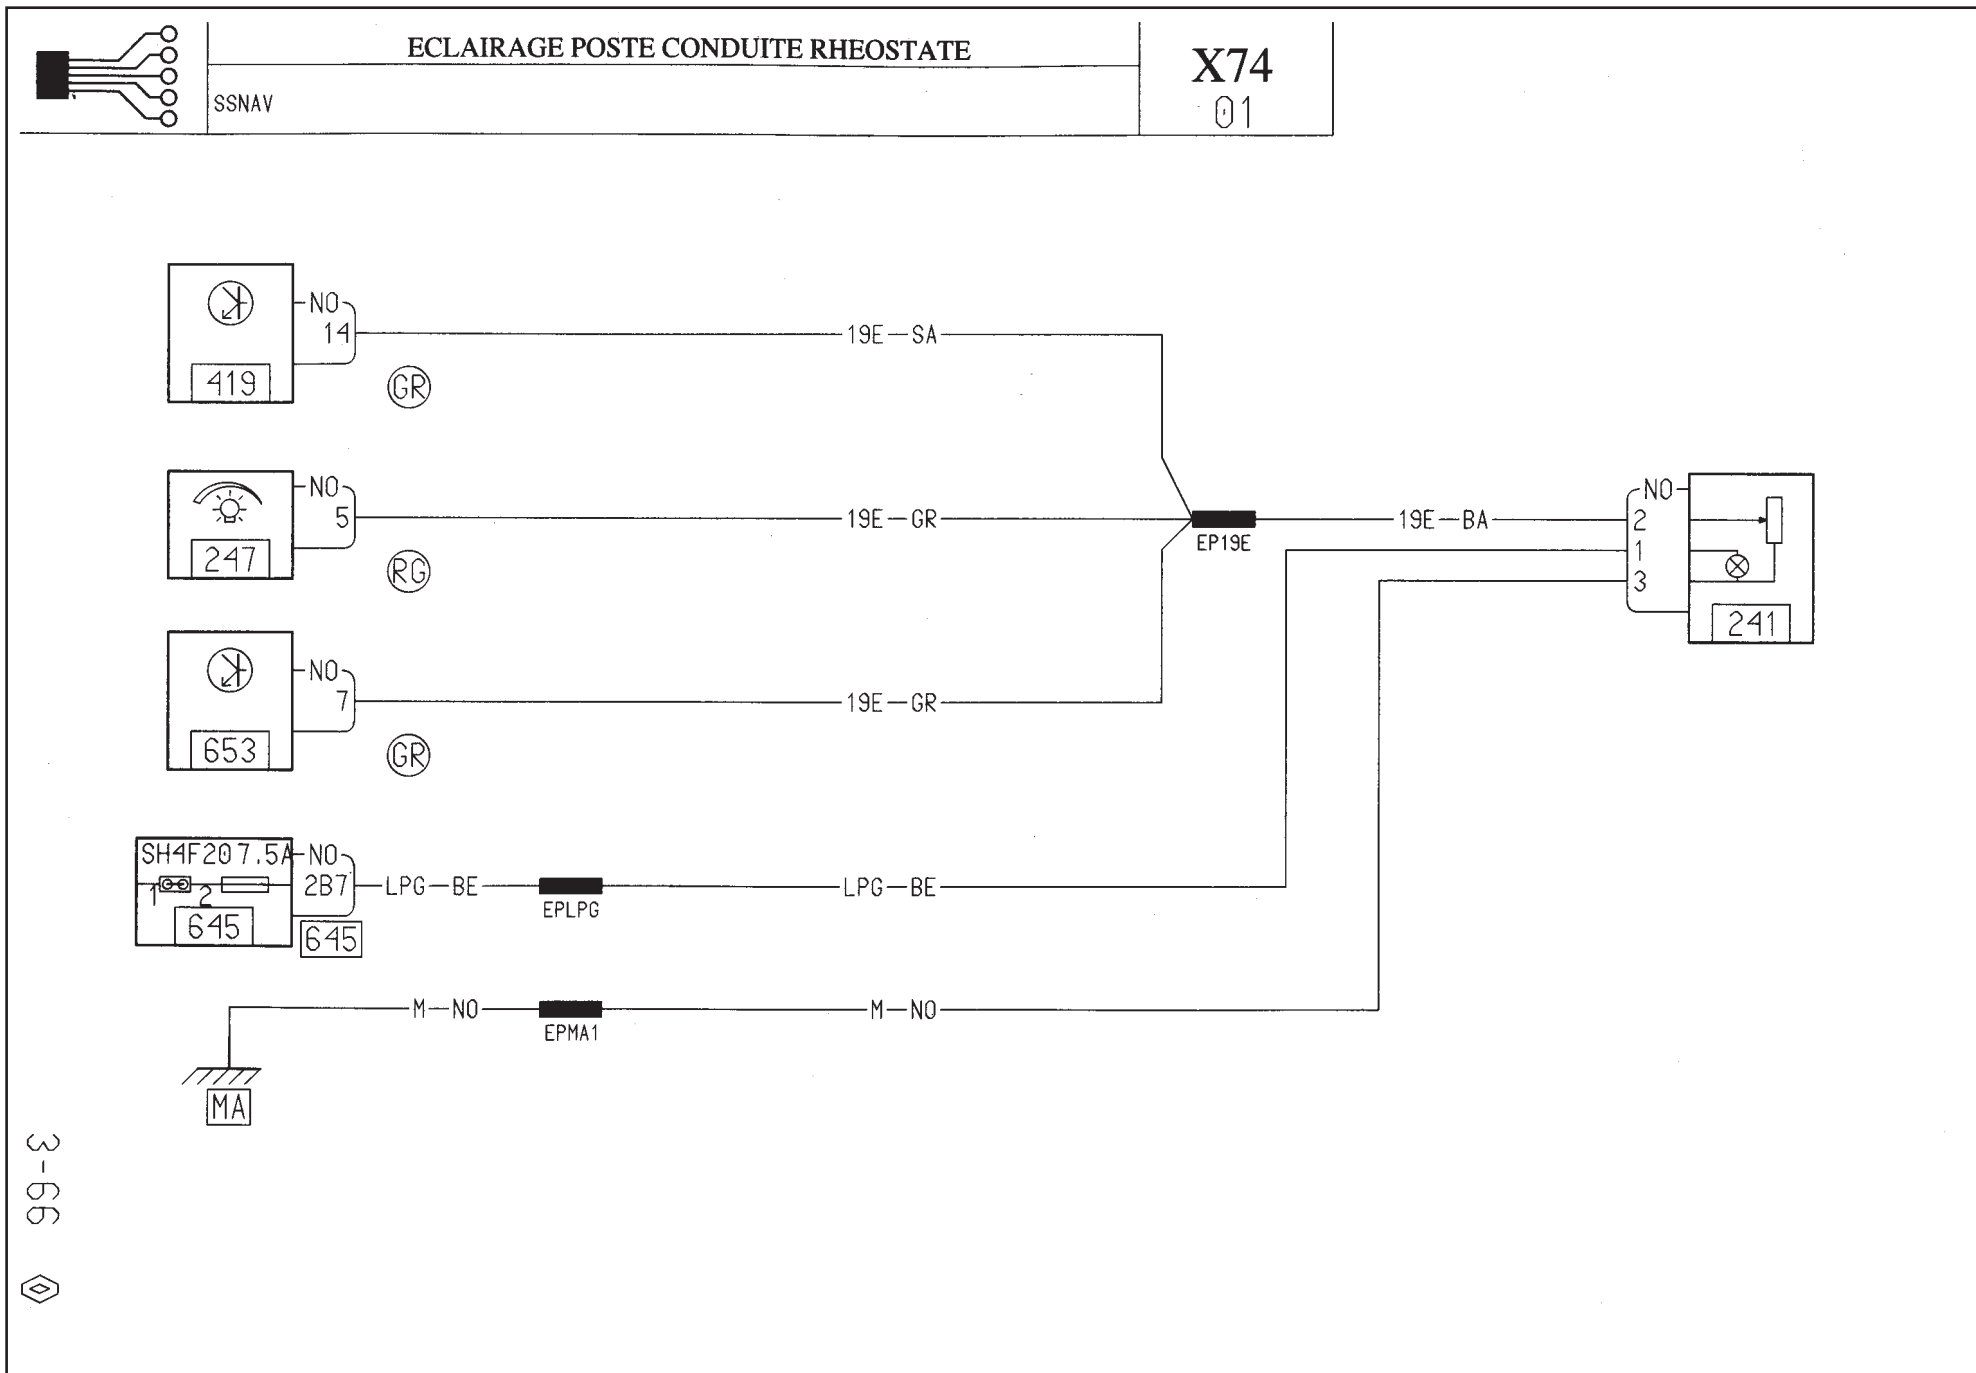 ECLAIRAGE POSTE CONDUITE RHEOSTATE
SSNAV
X74
01
NO
14
419
GR
19E-SA
NO
5
247
RG
19E-GR
EP19E
19E-BA
NO
2
1
3
241
NO
7
653
GR
19E-GR
SH4F20 7.5A
NO
1
2
2B7
645
645
LPG-BE
EPLPG
LPG-BE
M-NO
EPMA1
M-NO
MA
3-66